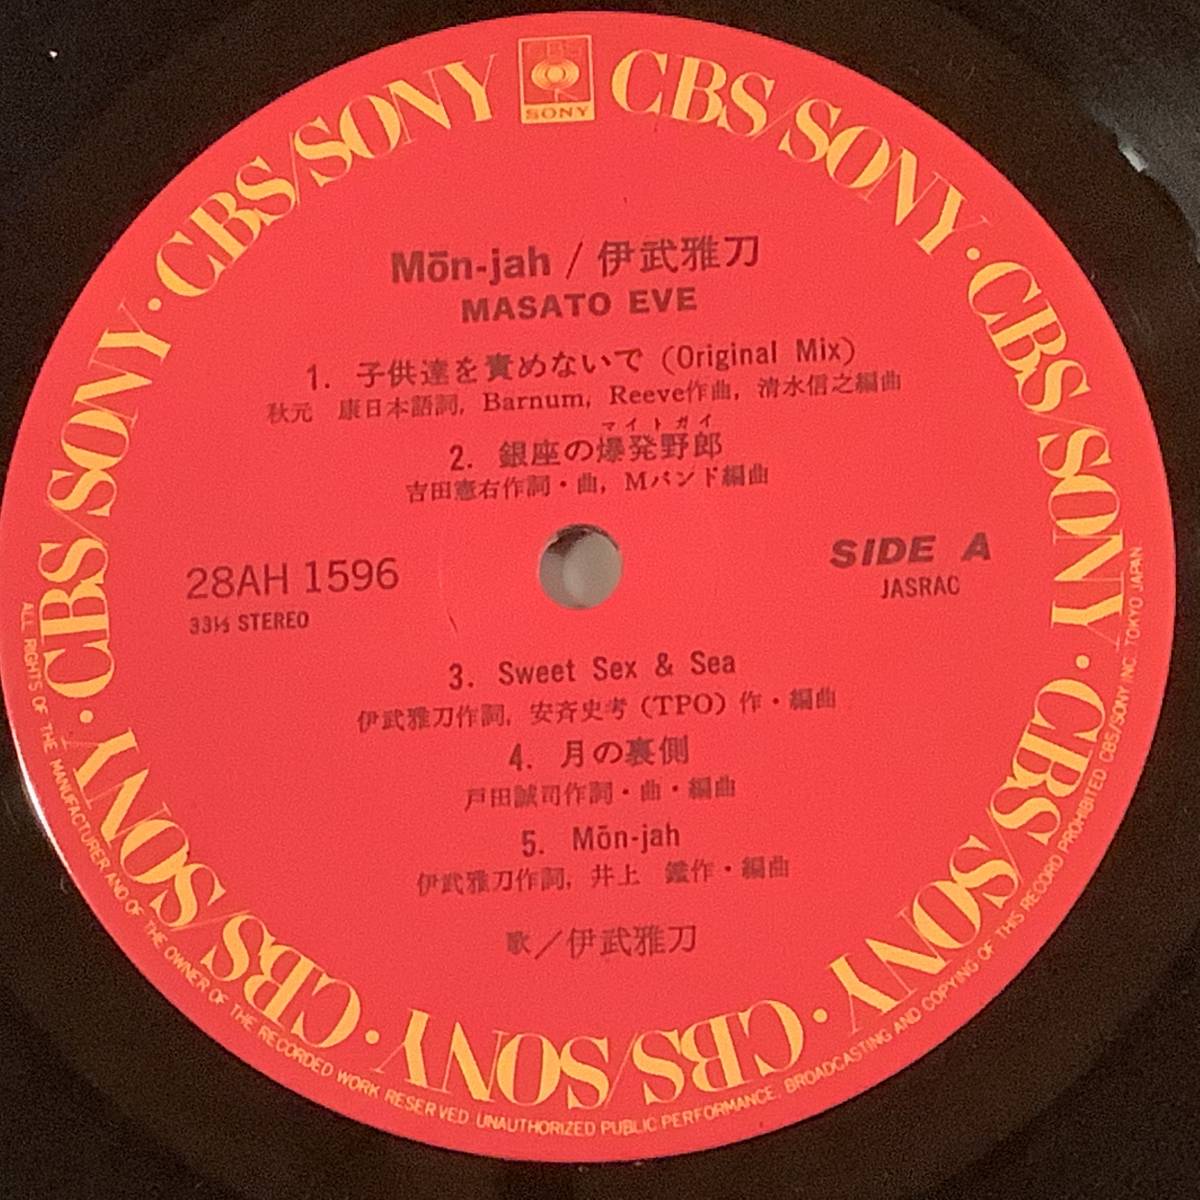 CBS
SONY
CBS/SONY · CBS/SONY · CBS/SONY · CBS/SONY · CBS/SONY · CBS/SONY · CBS/SONY · CBS/SONY · CBS/SONY
Mōn-jah / 伊武雅刀
MASATO EVE
1. 子供達を責めないで (Original Mix)
秋元 康日本語詞, Barnum, Reeve作曲, 清水信之編曲
マイトガイ
2. 銀座の爆発野郎
吉田憲右作詞・曲, Mバンド編曲
28AH 1596
33⅓ STEREO
SIDE A
JASRAC
3. Sweet Sex & Sea
伊武雅刀作詞, 安斉史考 (TPO) 作・編曲
4. 月の裏側
戸田誠司作詞・曲・編曲
5. Mōn-jah
伊武雅刀作詞, 井上 鑑作・編曲
歌／伊武雅刀
ALL RIGHTS OF THE MANUFACTURER AND OF THE OWNER OF THE RECORDED WORK RESERVED. UNAUTHORIZED PUBLIC PERFORMANCE, BROADCASTING AND COPYING OF THIS RECORD PROHIBITED CBS/SONY INC. TOKYO JAPAN